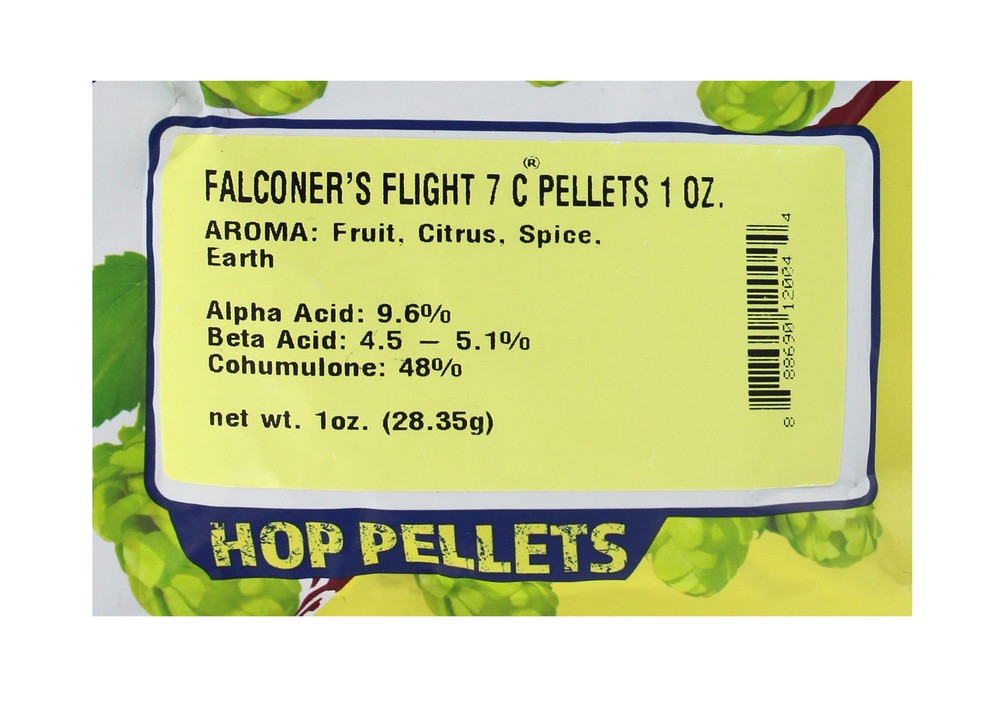 FALCONER'S FLIGHT 7 C® PELLETS 1 OZ.
AROMA: Fruit, Citrus, Spice,
Earth
Alpha Acid: 9.6%
Beta Acid: 4.5 – 5.1%
Cohumulone: 48%
net wt. 1oz. (28.35g)
8 88690 12004 4
HOP PELLETS